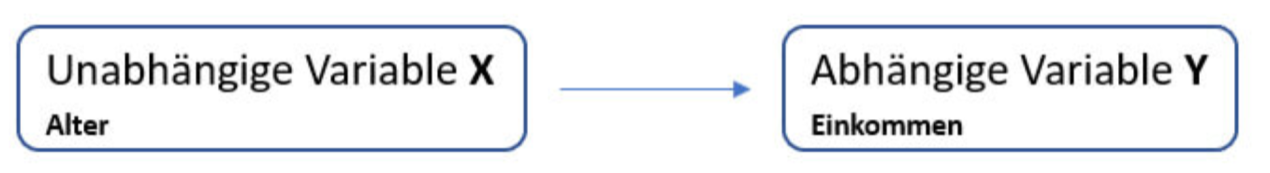 Unabhängige Variable X
Alter
Abhängige Variable Y
Einkommen